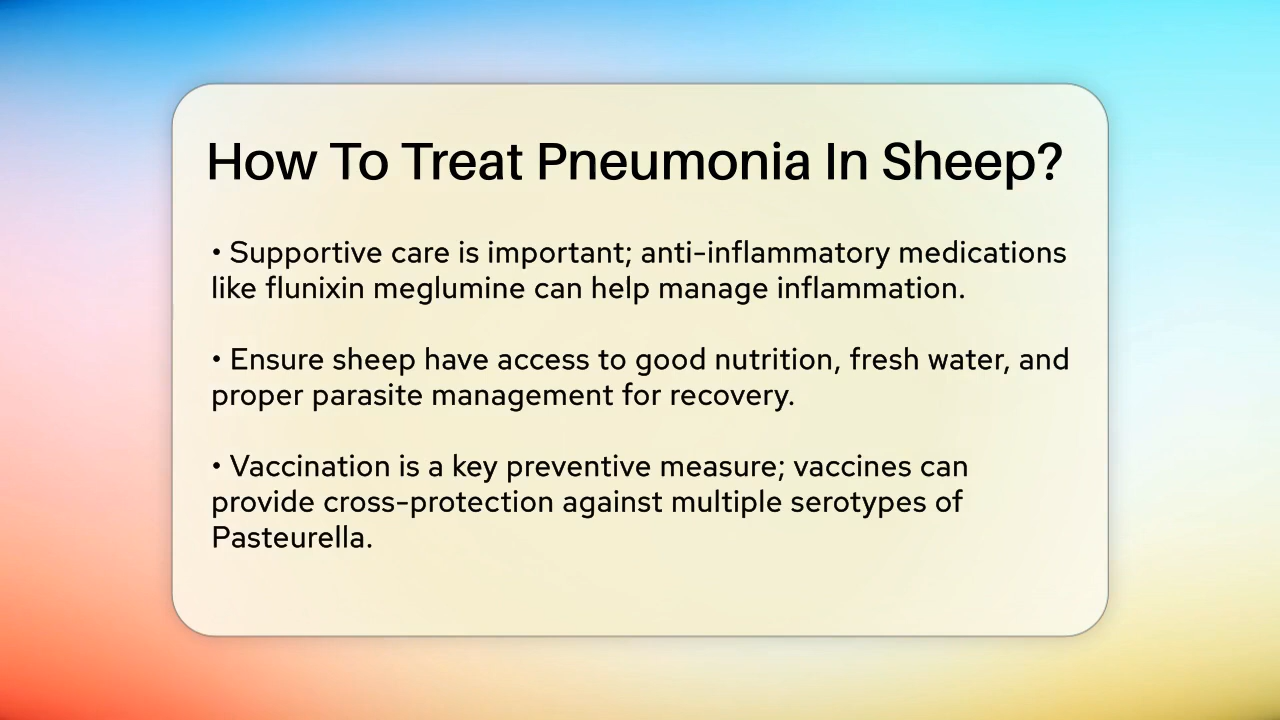 How To Treat Pneumonia In Sheep?
• Supportive care is important; anti-inflammatory medications
like flunixin meglumine can help manage inflammation.
• Ensure sheep have access to good nutrition, fresh water, and
proper parasite management for recovery.
• Vaccination is a key preventive measure; vaccines can
provide cross-protection against multiple serotypes of
Pasteurella.